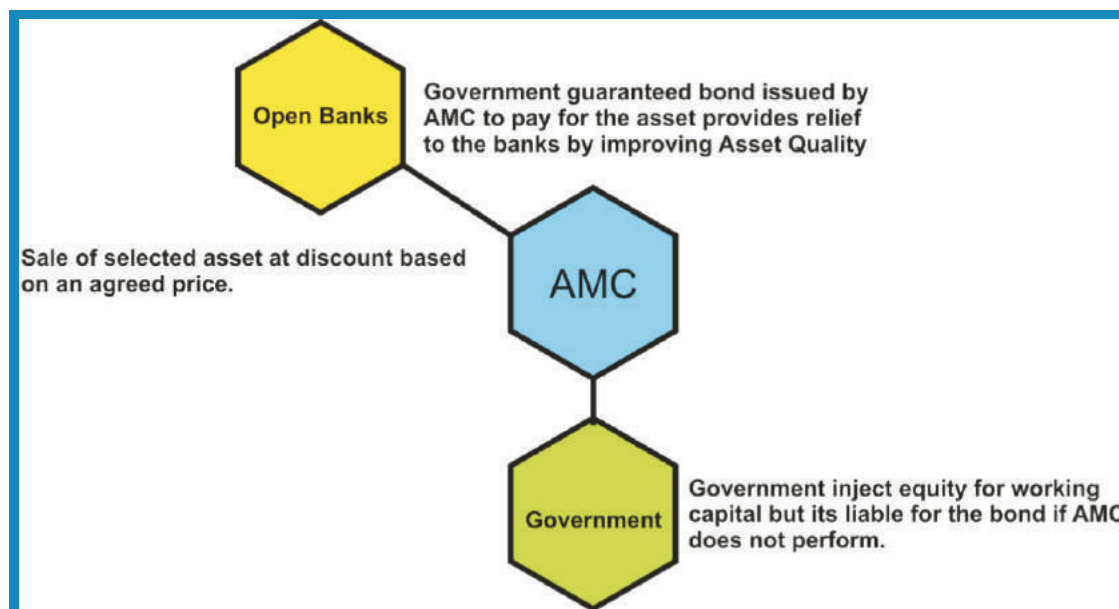 Open Banks
Government guaranteed bond issued by
AMC to pay for the asset provides relief
to the banks by improving Asset Quality
Sale of selected asset at discount based
on an agreed price.
AMC
Government
Government inject equity for working
capital but its liable for the bond if AMC
does not perform.